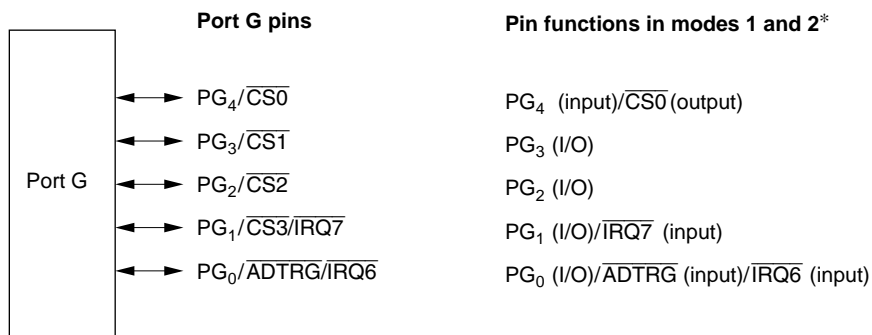 Port G pins Pin functions in modes 1 and 2*
PG4/CS0 PG4 (input)/CS0(output)
PG3/CS1 PG3 (I/O)
Port G PG2/CS2 PG2 (I/O)
PG1/CS3/IRQ7 PG1 (I/O)/IRQ7 (input)
PG0/ADTRG/IRQ6 PG0 (I/O)/ADTRG (input)/IRQ6 (input)